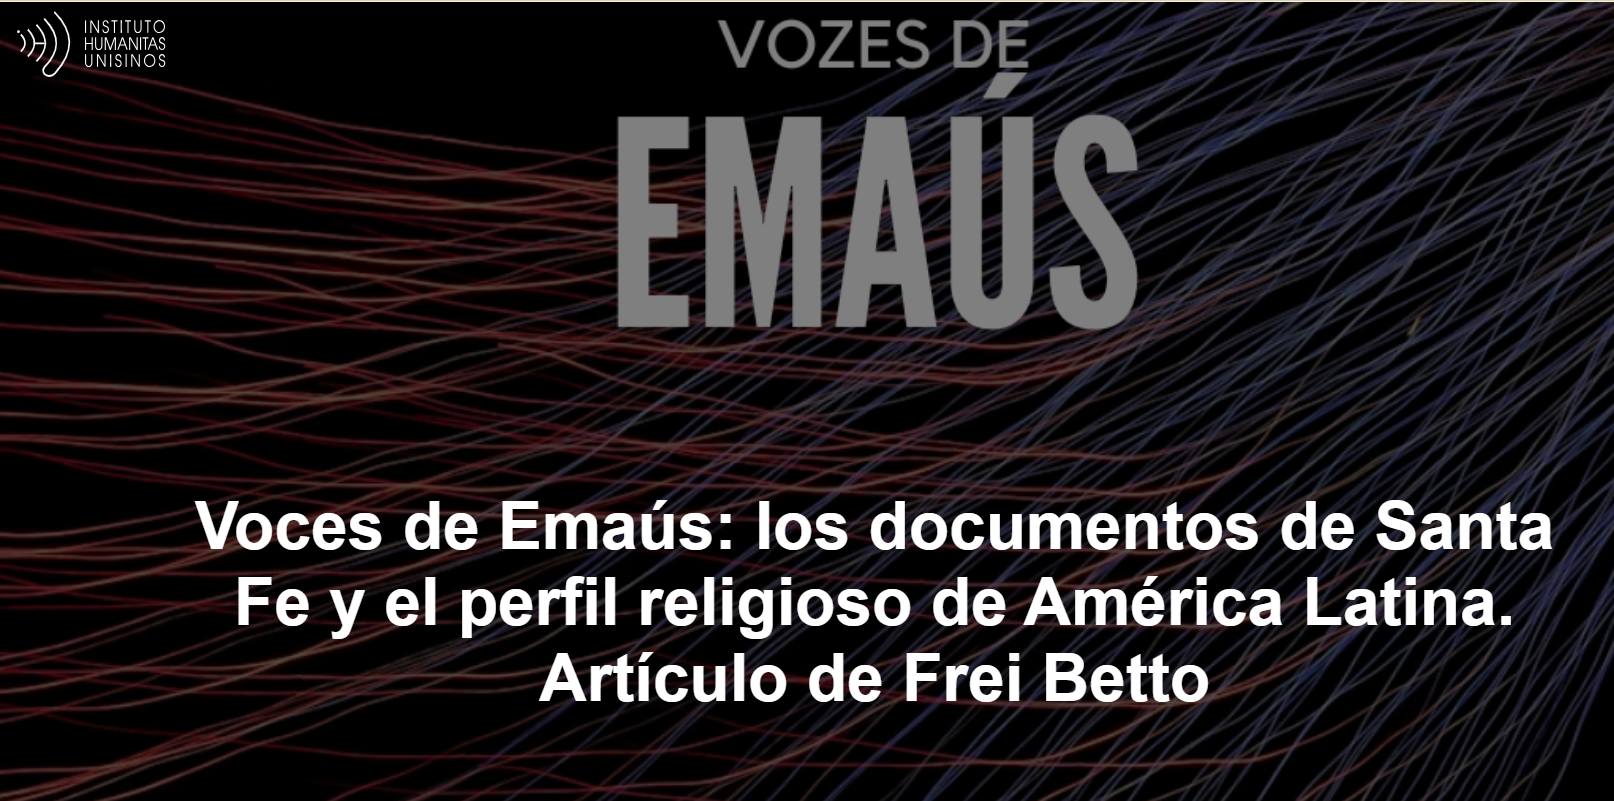 INSTITUTO
HUMANITAS
UNISINOS
VOZES DE
EMAÚS
Voces de Emaús: los documentos de Santa
Fe y el perfil religioso de América Latina.
Artículo de Frei Betto